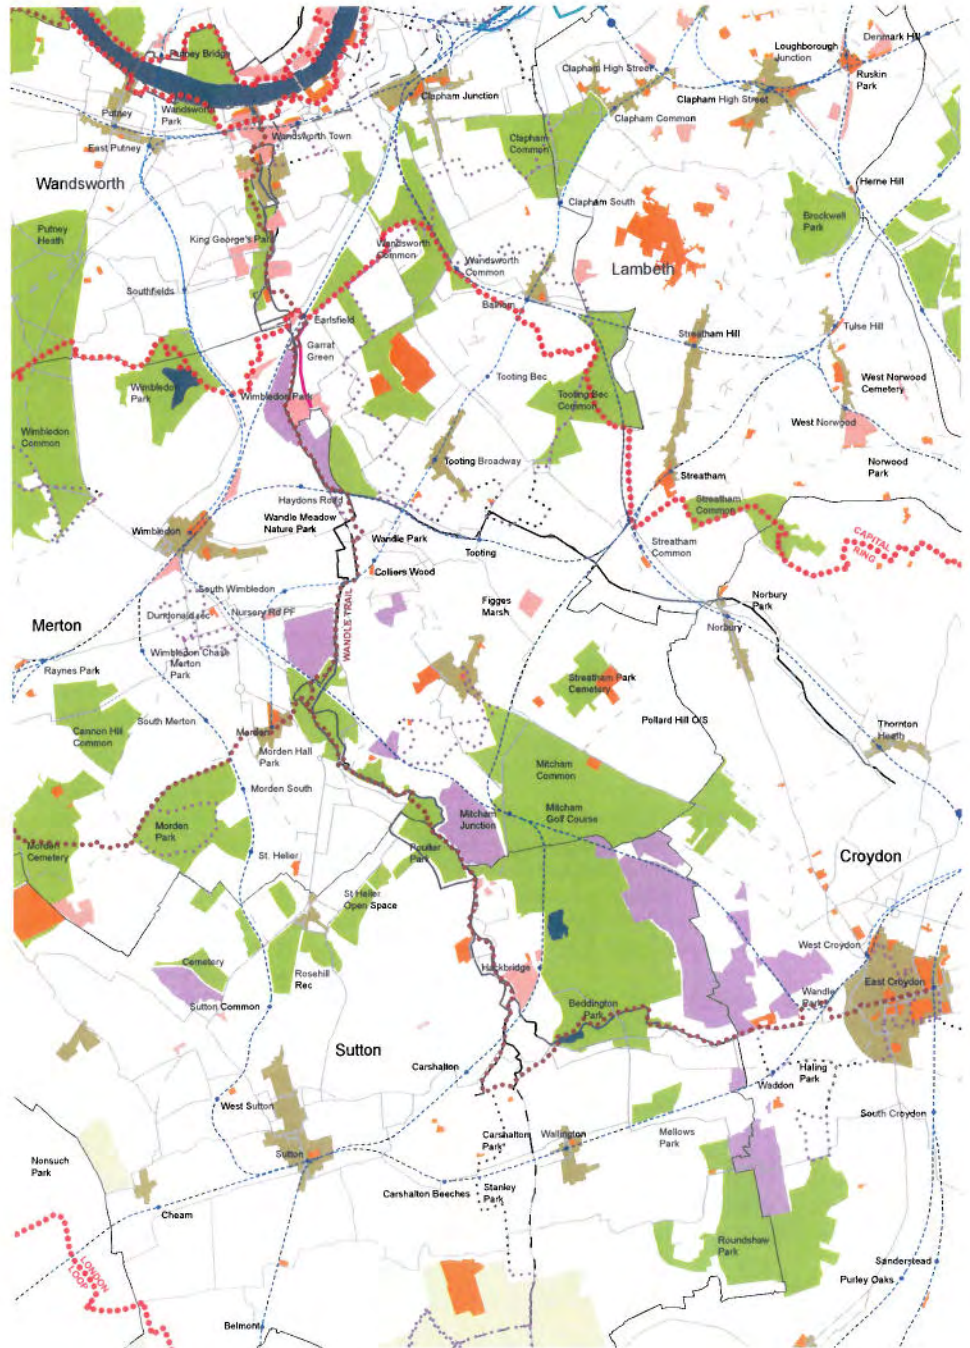 Putney Bridge
Loughborough
Junction
Denmark Hill
Clapham High Street
Ruskin
Park
Clapham Junction
Clapham High Street
Putney
Wandsworth
Park
Clapham Common
Wandsworth Town
East Putney
Clapham
Common
Wandsworth
Herne Hill
Clapham South
Brockwell
Park
Putney
Heath
King George's Park
Wandsworth
Common
Wandsworth
Common
Lambeth
Southfields
Balham
Earlsfield
Tulse Hill
Streatham Hill
Garrat
Green
Tooting Bec
West Norwood
Cemetery
Wimbledon
Park
Wimbledon Park
Tooting Bec
Common
West Norwood
Wimbledon
Common
Tooting Broadway
Norwood
Park
Streatham
Haydons Road
Streatham
Common
Wandle Meadow
Nature Park
Wimbledon
Wandle Park
Tooting
Streatham
Common
CAPITAL
RING
Colliers Wood
South Wimbledon
Figges
Marsh
Norbury
Park
Dundonald rec
Nursery Rd PF
WANDLE TRAIL
Merton
Norbury
Wimbledon Chase
Merton
Park
Raynes Park
Streatham Park
Cemetery
South Merton
Pollard Hill O/S
Thornton
Heath
Cannon Hill
Common
Morden
Morden Hall
Park
Mitcham
Common
Morden South
Mitcham
Golf Course
Mitcham
Junction
Morden
Park
Morden
Cemetery
Poulter
Park
St. Helier
Croydon
St Helier
Open Space
West Croydon
Cemetery
Rosehill
Rec
Hackbridge
East Croydon
Wandle
Park
Sutton Common
Beddington
Park
Sutton
Carshalton
Haling
Park
Waddon
West Sutton
South Croydon
Carshalton
Park
Wallington
Mellows
Park
Sutton
Nonsuch
Park
Carshalton Beeches
Stanley
Park
Cheam
Roundshaw
Park
LONDON
LOOP
Sanderstead
Purley Oaks
Belmont